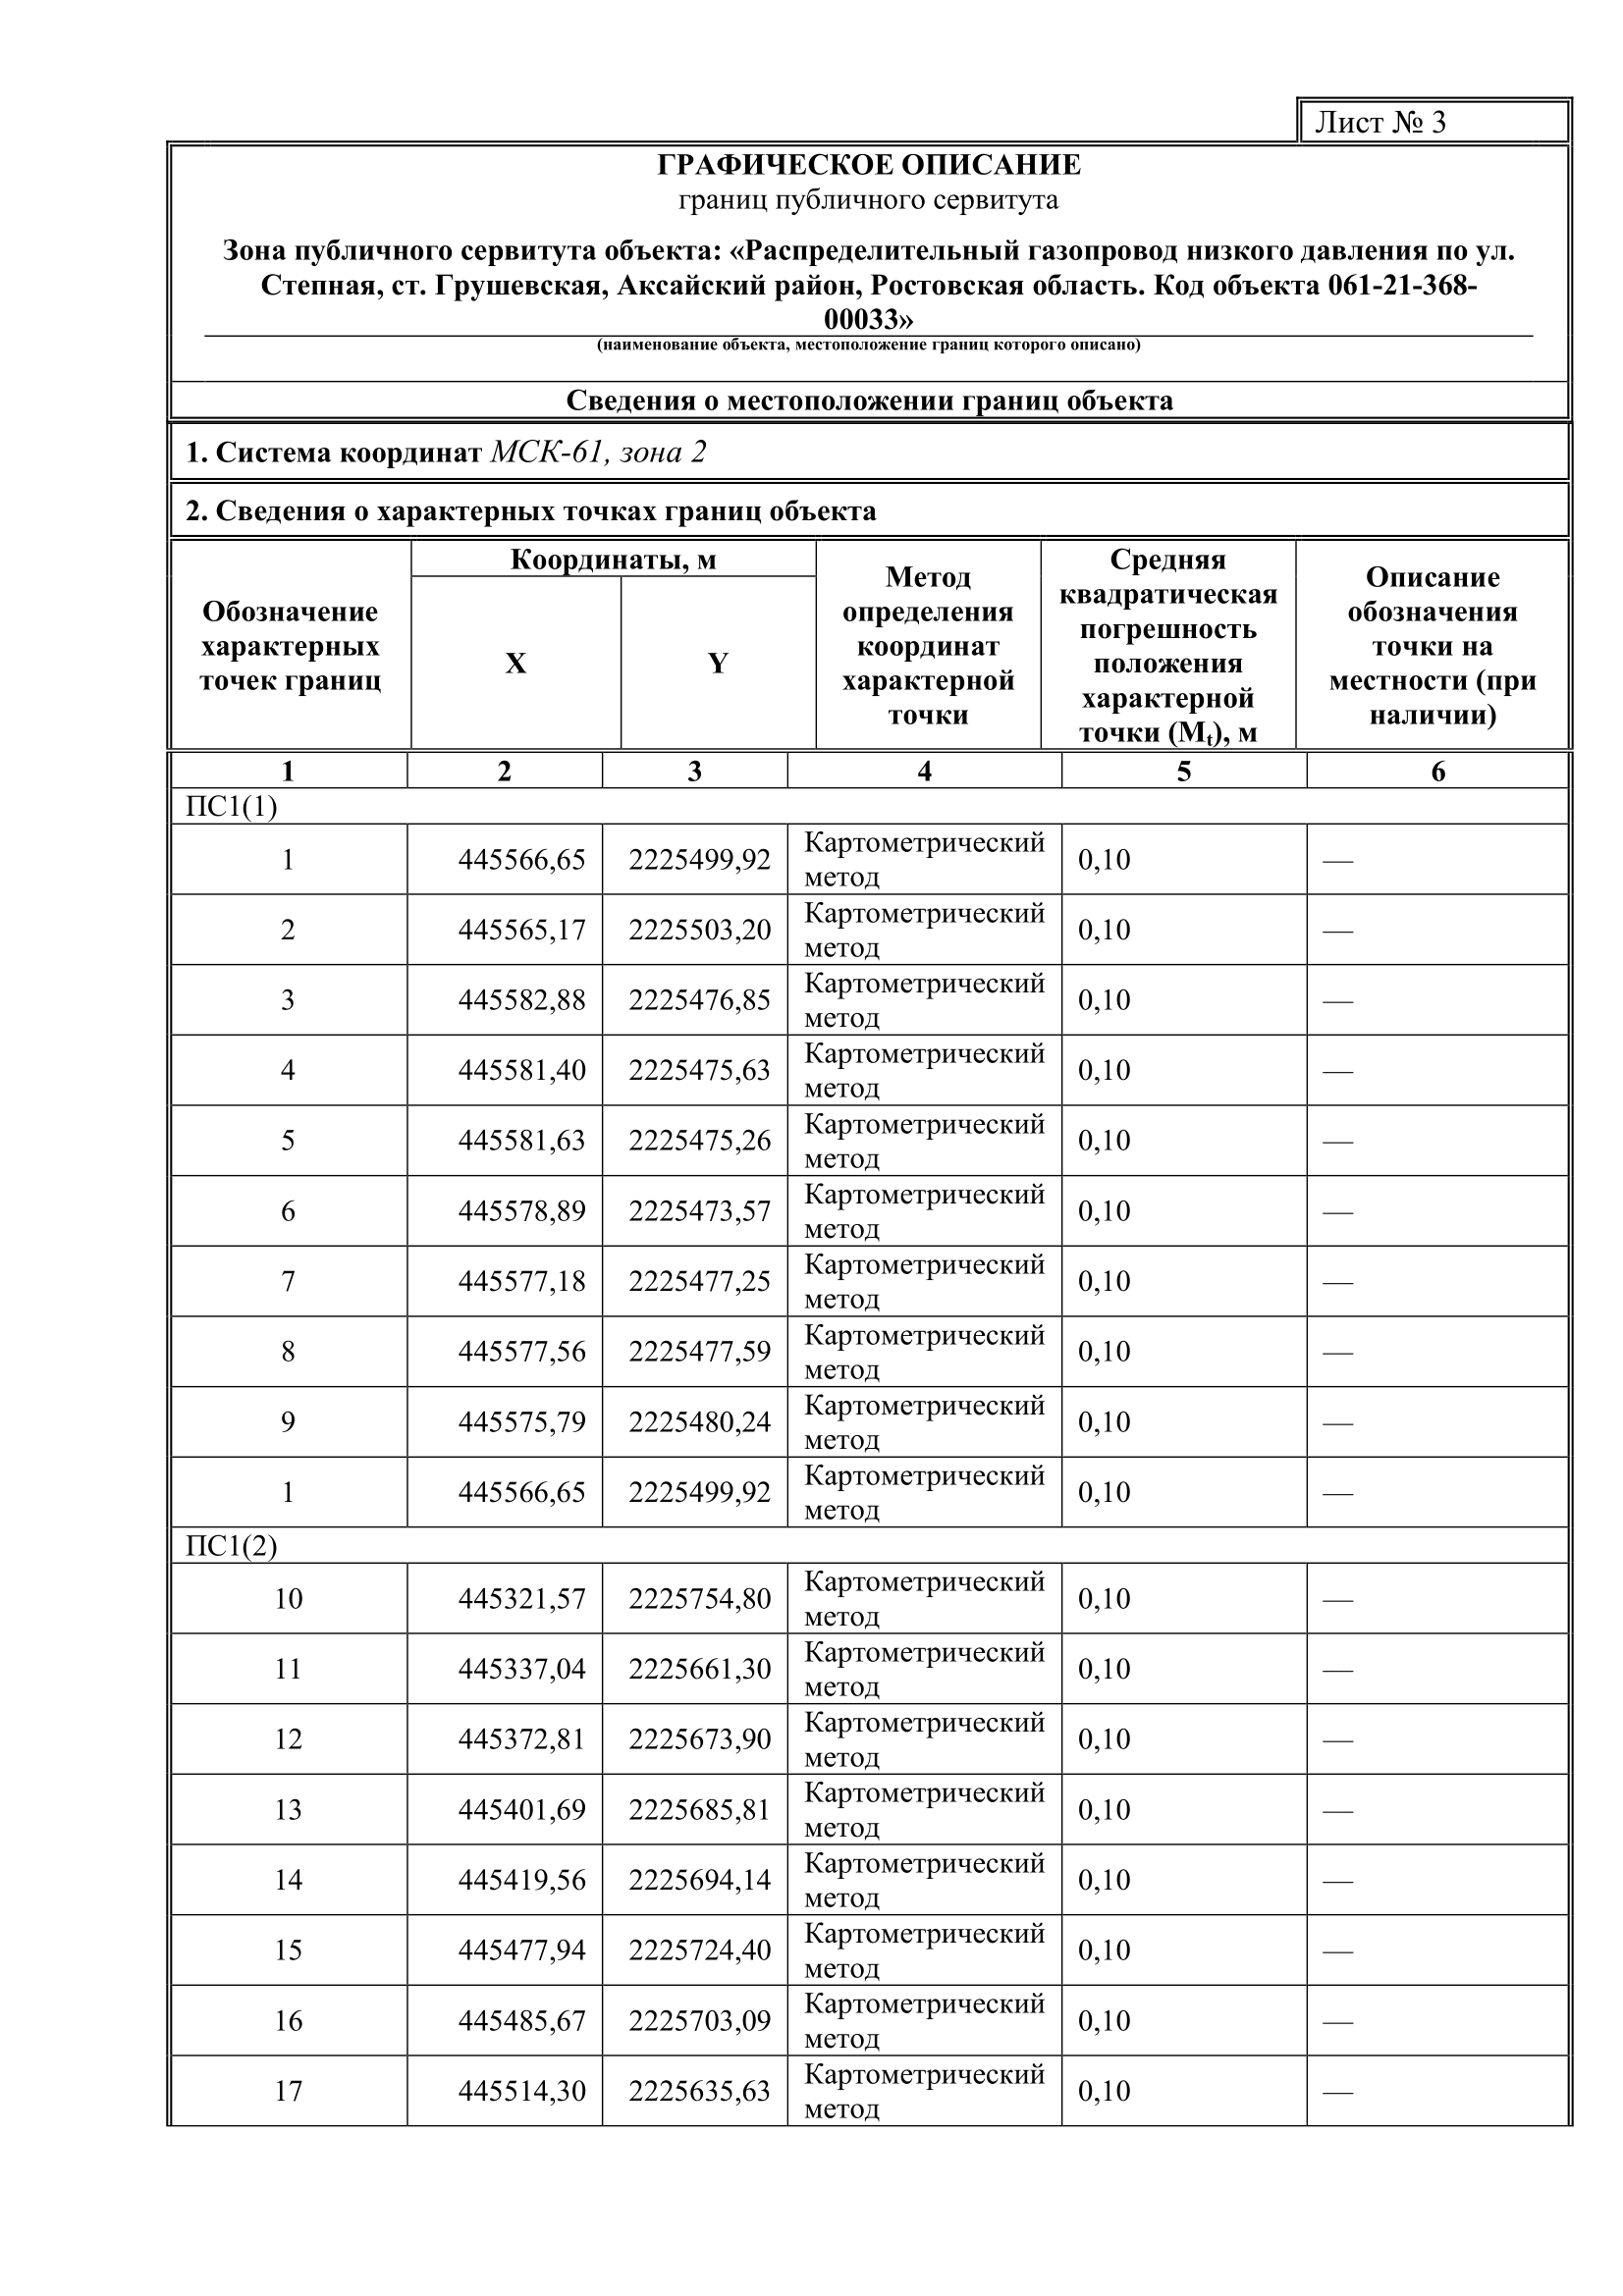 Лист № 3
ГРАФИЧЕСКОЕ ОПИСАНИЕ
границ публичного сервитута
Зона публичного сервитута объекта: «Распределительный газопровод низкого давления по ул.
Степная, ст. Грушевская, Аксайский район, Ростовская область. Код объекта 061-21-368-
00033»
(наименование объекта, местоположение границ которого описано)
Сведения о местоположении границ объекта
1. Система координат МСК-61, зона 2
2. Сведения о характерных точках границ объекта
Обозначение
характерных
точек границ
Координаты, м
X
Y
Метод
определения
координат
характерной
точки
Средняя
квадратическая
погрешность
положения
характерной
точки (Mt), м
Описание
обозначения
точки на
местности (при
наличии)
1 2 3 4 5 6
ПС1(1)
1 445566,65 2225499,92 Картометрический
метод 0,10 —
2 445565,17 2225503,20 Картометрический
метод 0,10 —
3 445582,88 2225476,85 Картометрический
метод 0,10 —
4 445581,40 2225475,63 Картометрический
метод 0,10 —
5 445581,63 2225475,26 Картометрический
метод 0,10 —
6 445578,89 2225473,57 Картометрический
метод 0,10 —
7 445577,18 2225477,25 Картометрический
метод 0,10 —
8 445577,56 2225477,59 Картометрический
метод 0,10 —
9 445575,79 2225480,24 Картометрический
метод 0,10 —
1 445566,65 2225499,92 Картометрический
метод 0,10 —
ПС1(2)
10 445321,57 2225754,80 Картометрический
метод 0,10 —
11 445337,04 2225661,30 Картометрический
метод 0,10 —
12 445372,81 2225673,90 Картометрический
метод 0,10 —
13 445401,69 2225685,81 Картометрический
метод 0,10 —
14 445419,56 2225694,14 Картометрический
метод 0,10 —
15 445477,94 2225724,40 Картометрический
метод 0,10 —
16 445485,67 2225703,09 Картометрический
метод 0,10 —
17 445514,30 2225635,63 Картометрический
метод 0,10 —